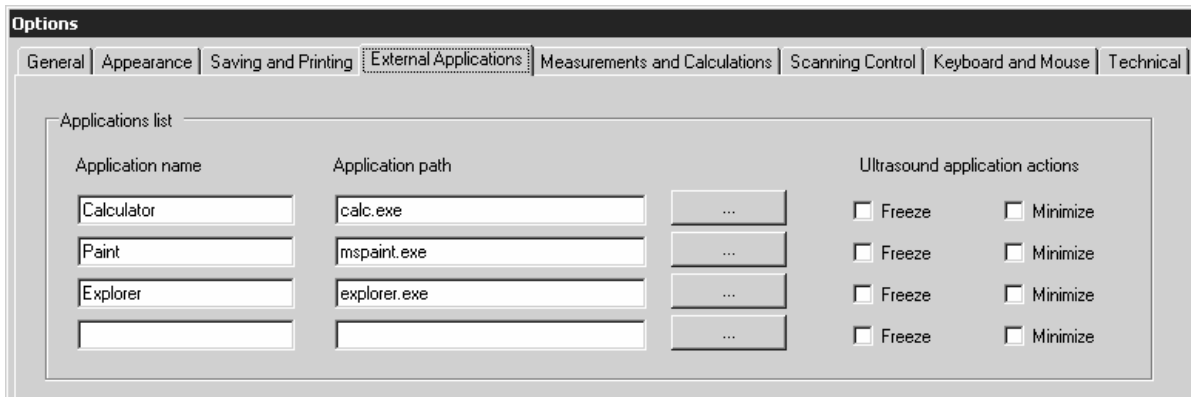 Options
General Appearance Saving and Printing External Applications Measurements and Calculations Scanning Control Keyboard and Mouse Technical
Applications list
Application name Application path Ultrasound application actions
Calculator calc.exe ... Freeze Minimize
Paint mspaint.exe ... Freeze Minimize
Explorer explorer.exe ... Freeze Minimize
... Freeze Minimize